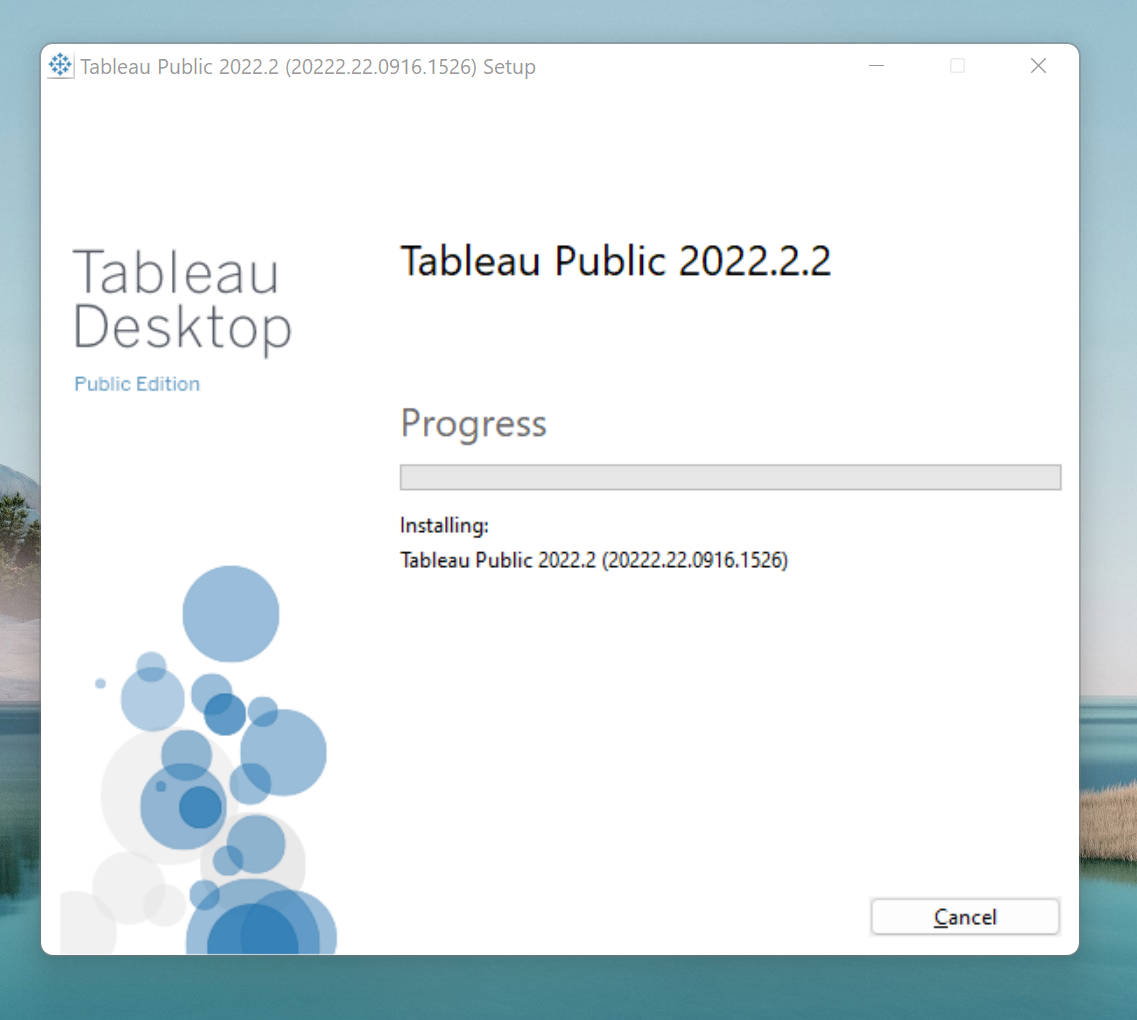 Tableau Public 2022.2 (20222.22.0916.1526) Setup
Tableau
Desktop
Public Edition
Tableau Public 2022.2.2
Progress
Installing:
Tableau Public 2022.2 (20222.22.0916.1526)
Cancel